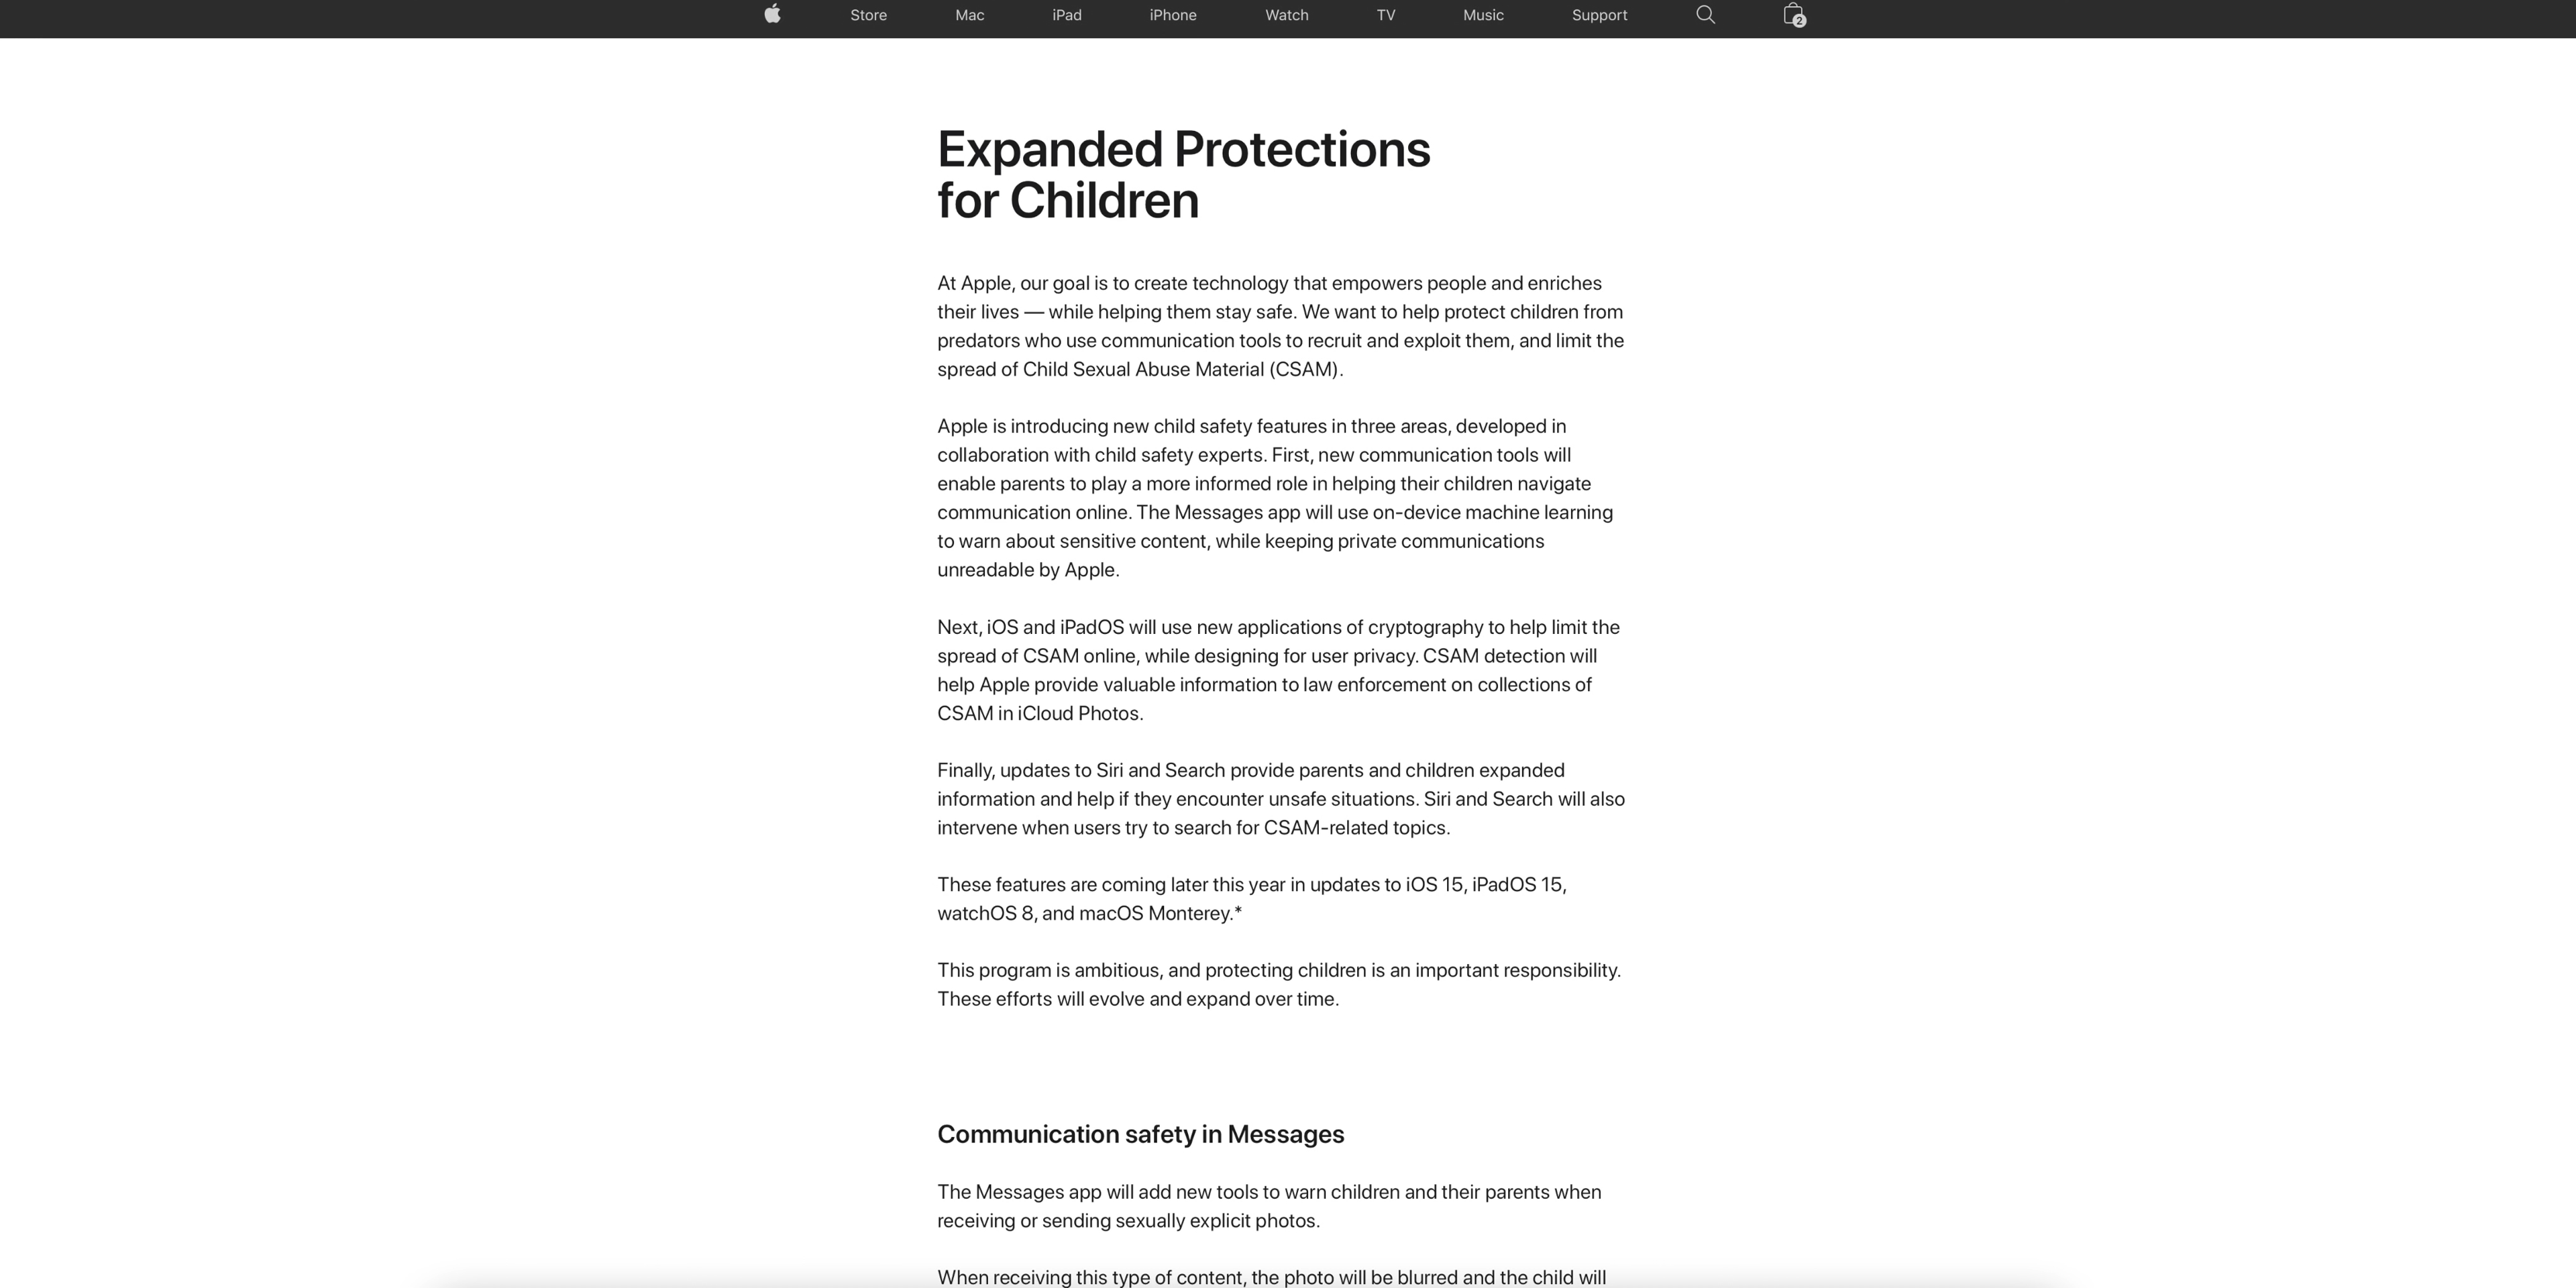 Store Mac iPad iPhone Watch TV Music Support 2
Expanded Protections
for Children
At Apple, our goal is to create technology that empowers people and enriches
their lives — while helping them stay safe. We want to help protect children from
predators who use communication tools to recruit and exploit them, and limit the
spread of Child Sexual Abuse Material (CSAM).
Apple is introducing new child safety features in three areas, developed in
collaboration with child safety experts. First, new communication tools will
enable parents to play a more informed role in helping their children navigate
communication online. The Messages app will use on-device machine learning
to warn about sensitive content, while keeping private communications
unreadable by Apple.
Next, iOS and iPadOS will use new applications of cryptography to help limit the
spread of CSAM online, while designing for user privacy. CSAM detection will
help Apple provide valuable information to law enforcement on collections of
CSAM in iCloud Photos.
Finally, updates to Siri and Search provide parents and children expanded
information and help if they encounter unsafe situations. Siri and Search will also
intervene when users try to search for CSAM-related topics.
These features are coming later this year in updates to iOS 15, iPadOS 15,
watchOS 8, and macOS Monterey.*
This program is ambitious, and protecting children is an important responsibility.
These efforts will evolve and expand over time.
Communication safety in Messages
The Messages app will add new tools to warn children and their parents when
receiving or sending sexually explicit photos.
When receiving this type of content, the photo will be blurred and the child will